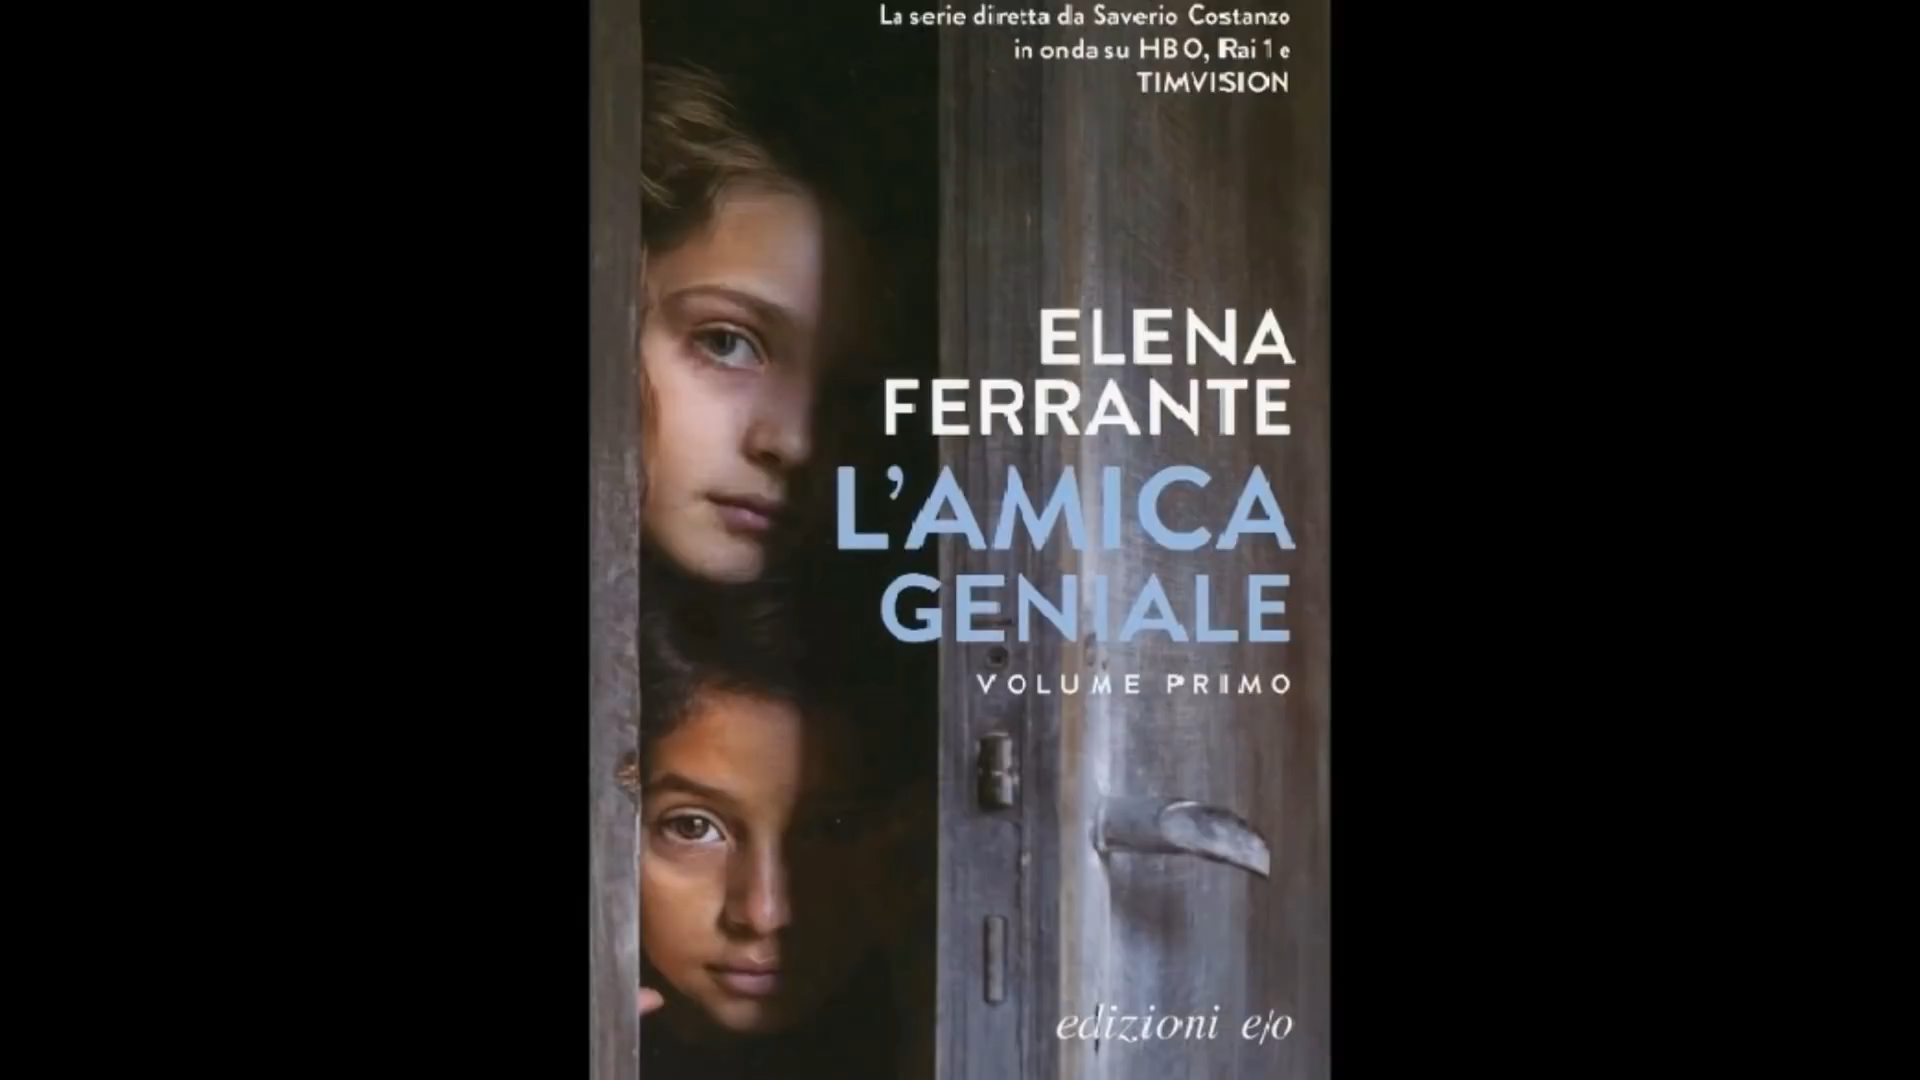 La serie diretta da Saverio Costanzo
in onda su HBO, Rai 1 e
TIMVISION
ELENA
FERRANTE
L'AMICA
GENIALE
VOLUME PRIMO
edizioni e/o